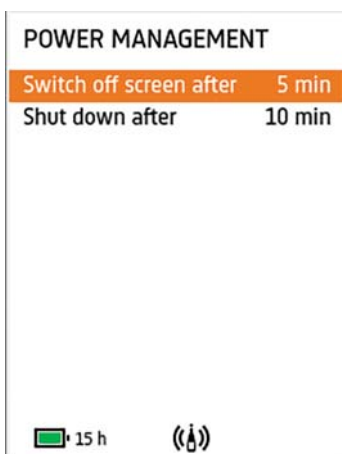 POWER MANAGEMENT
Switch off screen after 5 min
Shut down after 10 min
15 h